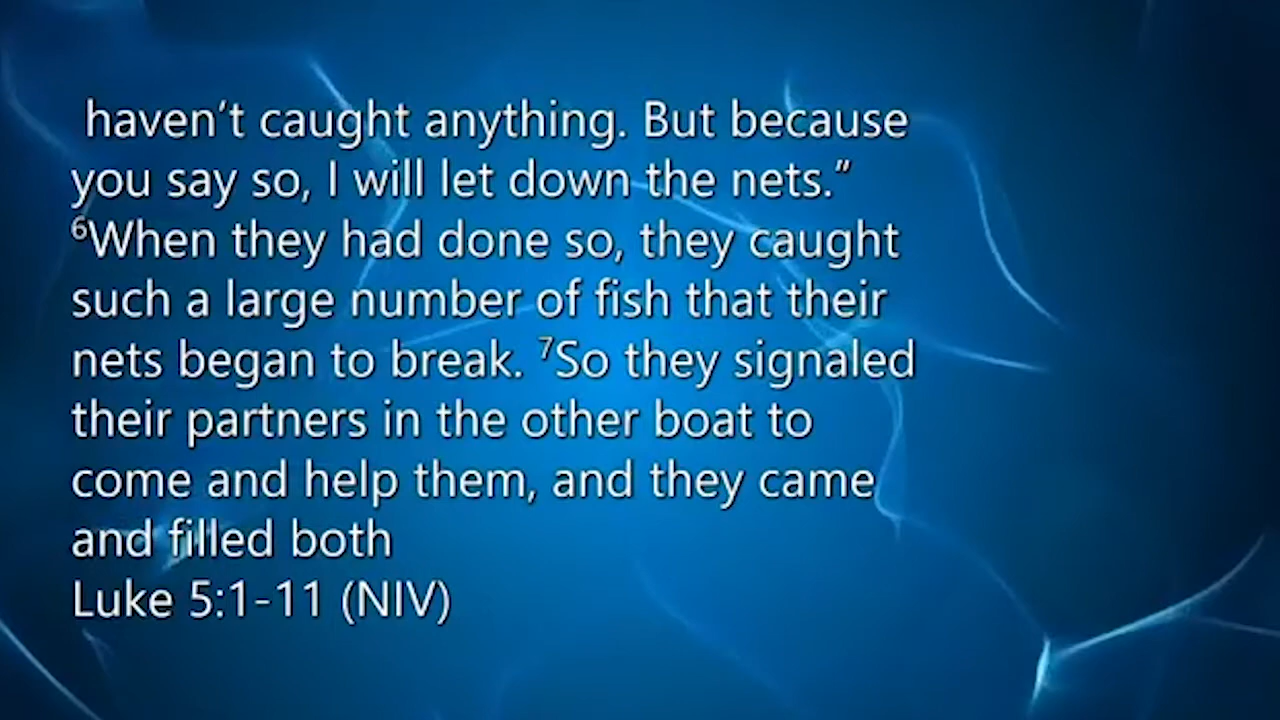 haven’t caught anything. But because
you say so, I will let down the nets.”
⁶When they had done so, they caught
such a large number of fish that their
nets began to break. ⁷So they signaled
their partners in the other boat to
come and help them, and they came
and filled both
Luke 5:1-11 (NIV)